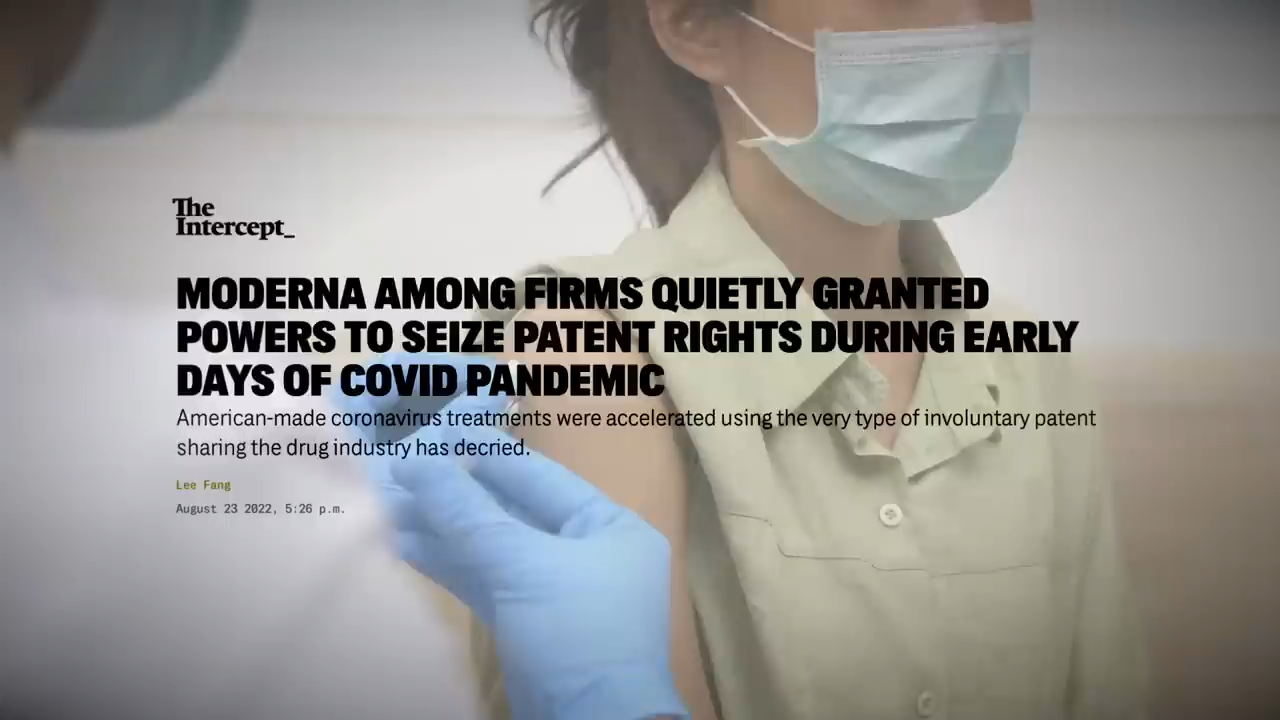 The
Intercept_
MODERNA AMONG FIRMS QUIETLY GRANTED
POWERS TO SEIZE PATENT RIGHTS DURING EARLY
DAYS OF COVID PANDEMIC
American-made coronavirus treatments were accelerated using the very type of involuntary patent
sharing the drug industry has decried.
Lee Fang
August 23 2022, 5:26 p.m.